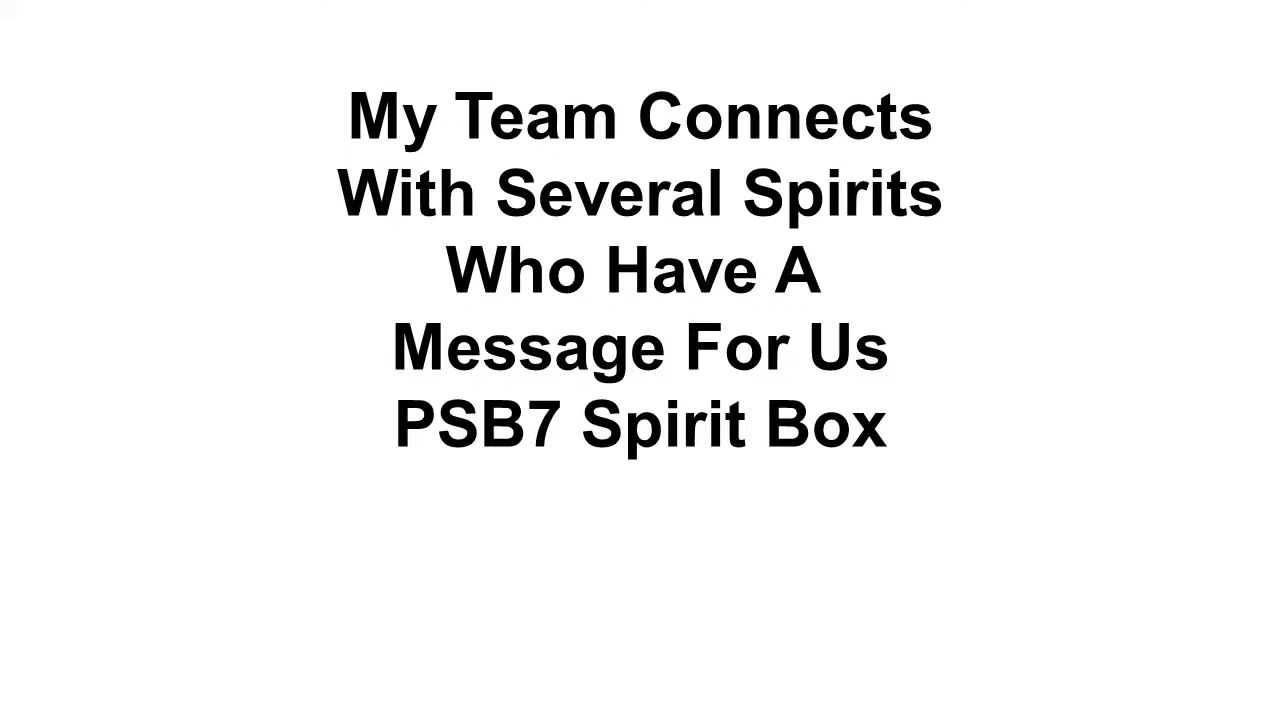 My Team Connects
With Several Spirits
Who Have A
Message For Us
PSB7 Spirit Box